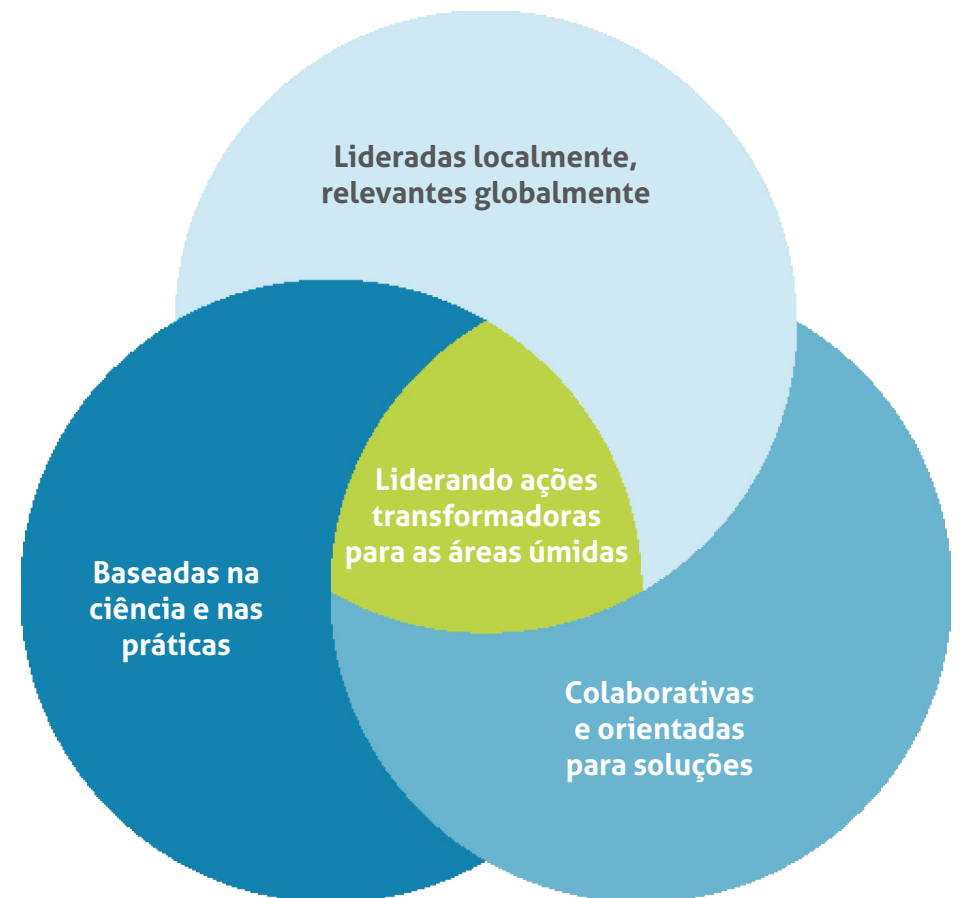 Lideradas localmente,
relevantes globalmente
Liderando ações
transformadoras
para as áreas úmidas
Baseadas na
ciência e nas
práticas
Colaborativas
e orientadas
para soluções